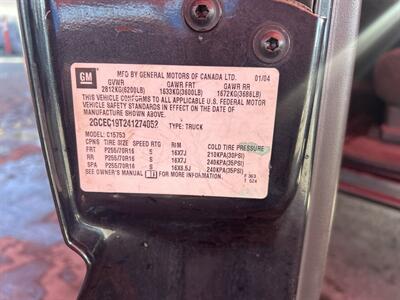 GM
MFD BY GENERAL MOTORS OF CANADA LTD. 01/04
GVWR GAWR FRT GAWR RR
2812KG(6200LB) 1633KG(3600LB) 1672KG(3686LB)
THIS VEHICLE CONFORMS TO ALL APPLICABLE U.S. FEDERAL MOTOR
VEHICLE SAFETY STANDARDS IN EFFECT ON THE DATE OF
MANUFACTURE SHOWN ABOVE.
2GCEC19T241274052 TYPE: TRUCK
MODEL: C15753
CPNS TIRE SIZE SPEED RTG RIM COLD TIRE PRESSURE
FRT P255/70R16 S 16X7J 210KPA(30PSI)
RR P255/70R16 S 16X7J 240KPA(35PSI)
SPA P255/70R16 S 16X6.5J 240KPA(35PSI)
SEE OWNER'S MANUAL FOR ADDITIONAL INFORMATION.